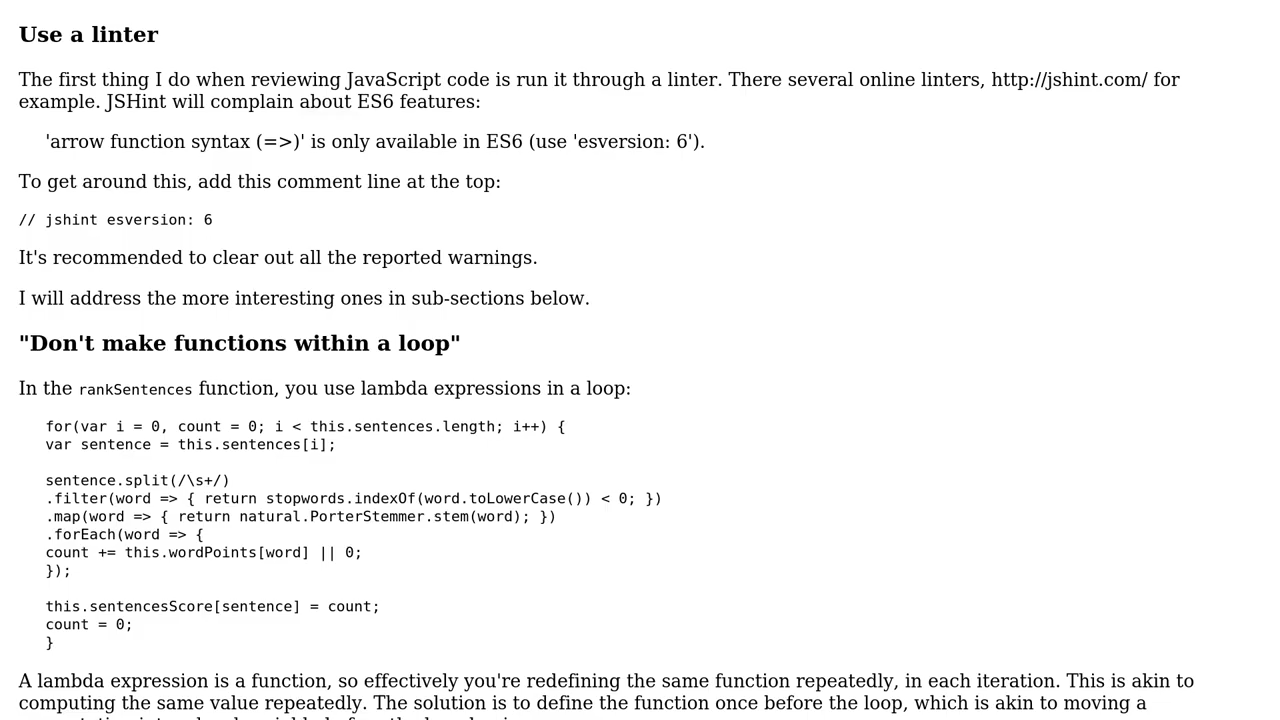 Use a linter
The first thing I do when reviewing JavaScript code is run it through a linter. There several online linters, http://jshint.com/ for
example. JSHint will complain about ES6 features:
'arrow function syntax (=>)' is only available in ES6 (use 'esversion: 6').
To get around this, add this comment line at the top:
// jshint esversion: 6
It's recommended to clear out all the reported warnings.
I will address the more interesting ones in sub-sections below.
"Don't make functions within a loop"
In the rankSentences function, you use lambda expressions in a loop:
for(var i = 0, count = 0; i < this.sentences.length; i++) {
var sentence = this.sentences[i];
sentence.split(/\s+/)
.filter(word => { return stopwords.indexOf(word.toLowerCase()) < 0; })
.map(word => { return natural.PorterStemmer.stem(word); })
.forEach(word => {
count += this.wordPoints[word] || 0;
});
this.sentencesScore[sentence] = count;
count = 0;
}
A lambda expression is a function, so effectively you're redefining the same function repeatedly, in each iteration. This is akin to
computing the same value repeatedly. The solution is to define the function once before the loop, which is akin to moving a